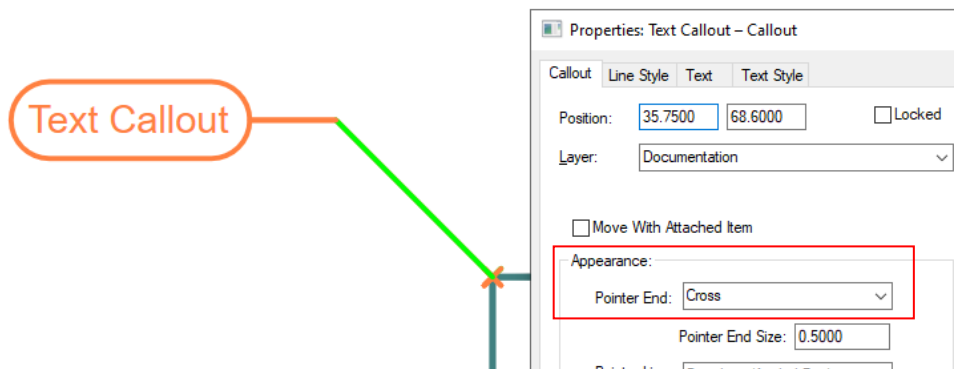 Text Callout
Properties: Text Callout – Callout
Callout Line Style Text Text Style
Position: 35.7500 68.6000 Locked
Layer: Documentation
Move With Attached Item
Appearance:
Pointer End: Cross
Pointer End Size: 0.5000